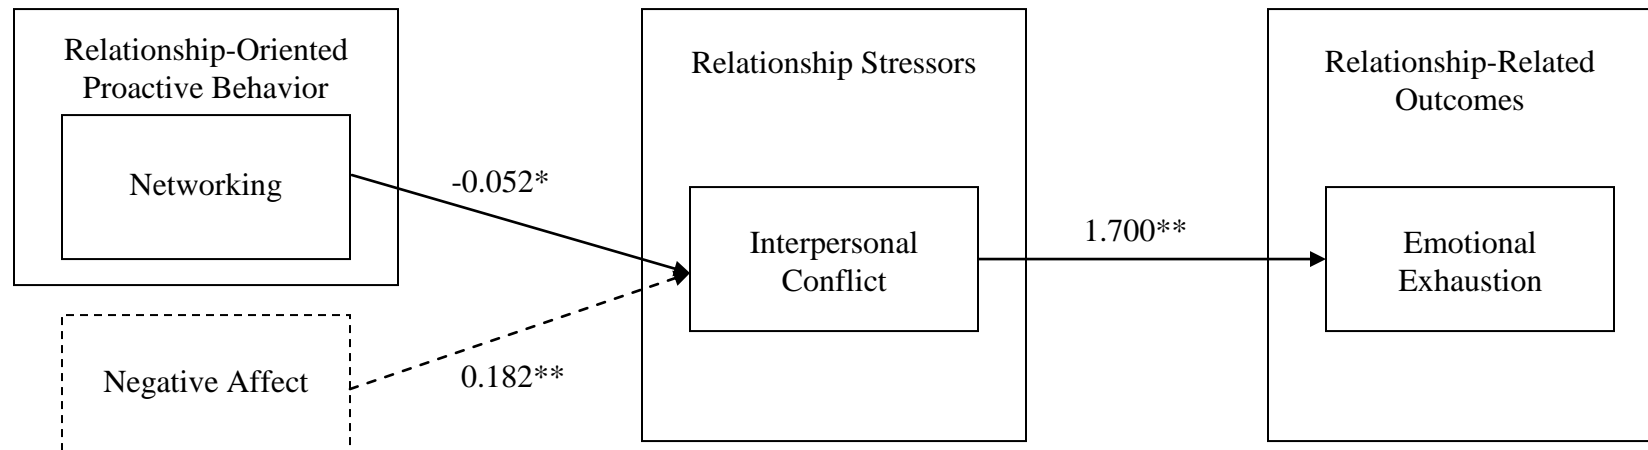 Relationship-Oriented
Proactive Behavior
Networking
Negative Affect
-0.052*
0.182**
Relationship Stressors
Interpersonal
Conflict
1.700**
Relationship-Related
Outcomes
Emotional
Exhaustion